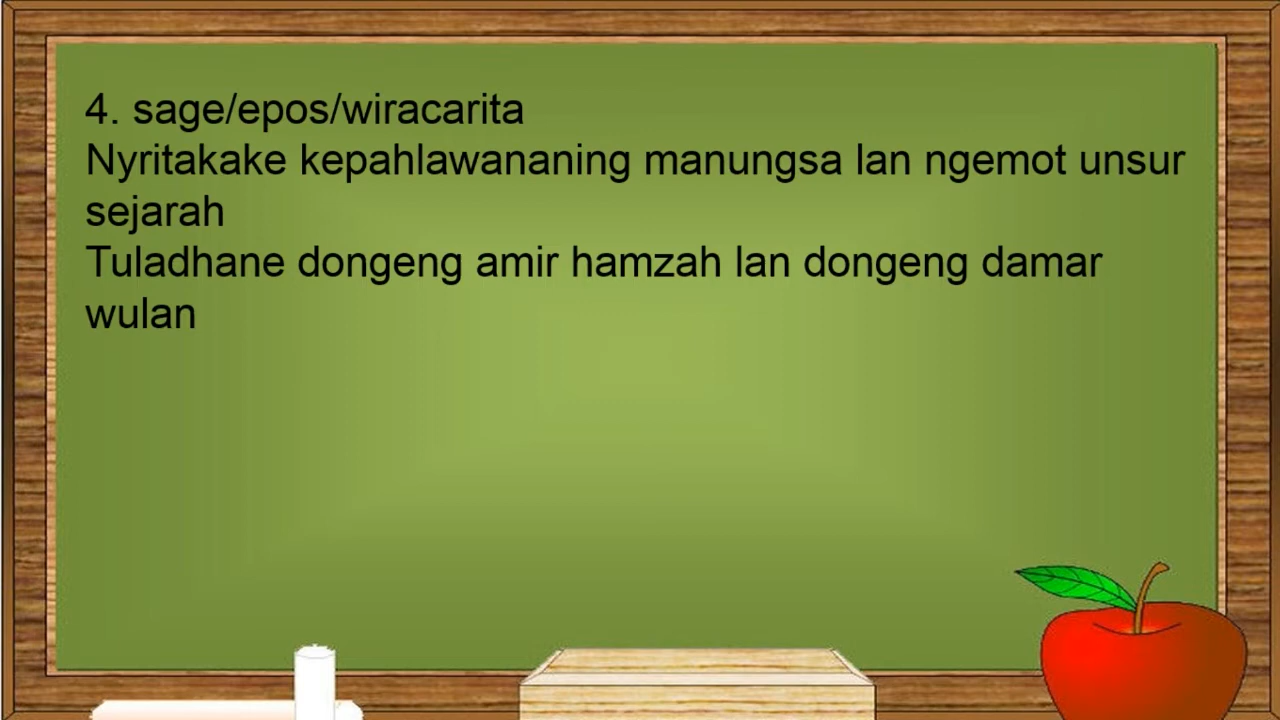 4. sage/epos/wiracarita
Nyritakake kepahlawananing manungsa lan ngemot unsur
sejarah
Tuladhane dongeng amir hamzah lan dongeng damar
wulan